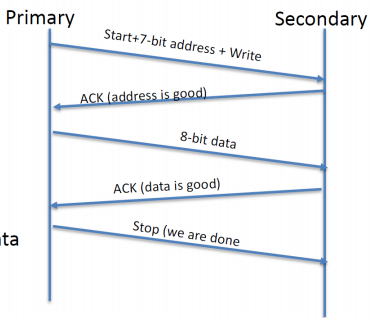 Primary
Secondary
Start+7-bit address + Write
ACK (address is good)
8-bit data
ACK (data is good)
Stop (we are done